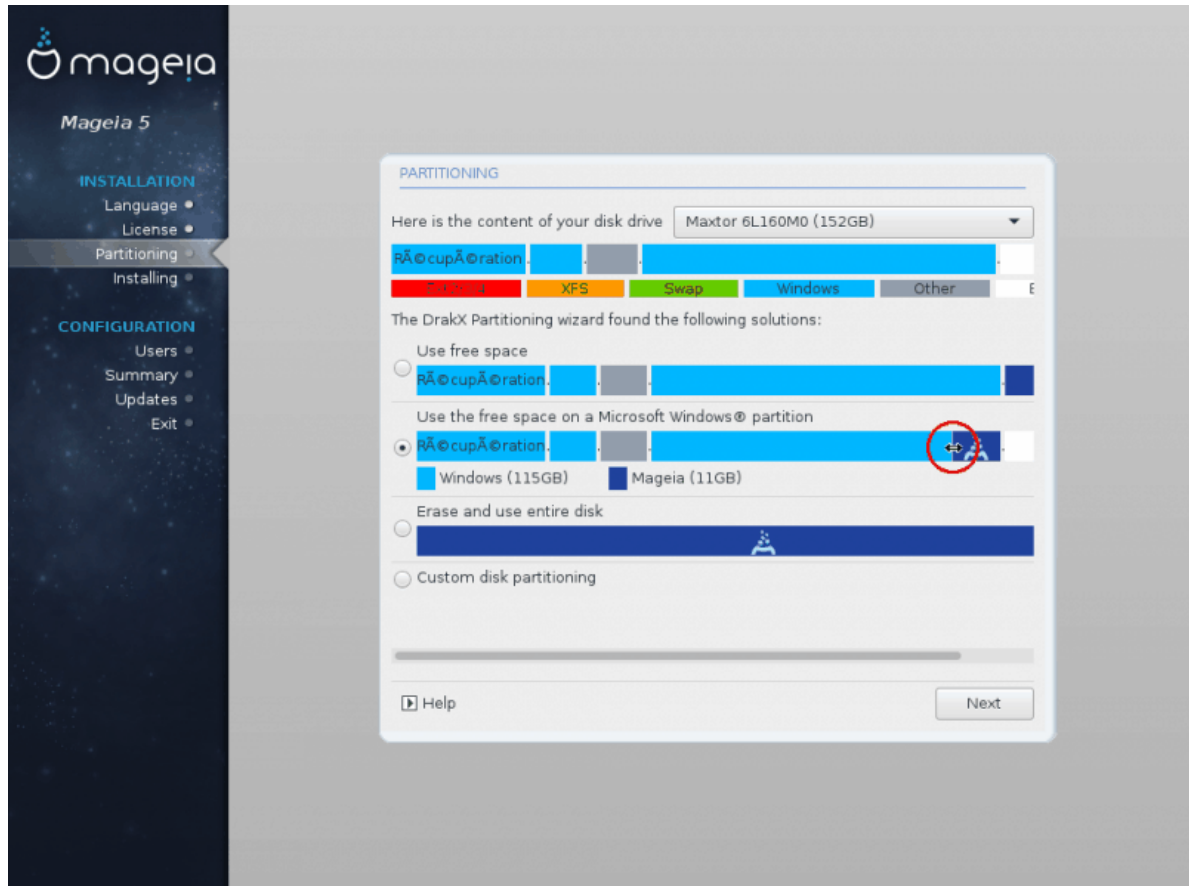 mageia
Mageia 5
INSTALLATION
Language
License
Partitioning
Installing
CONFIGURATION
Users
Summary
Updates
Exit
PARTITIONING
Here is the content of your disk drive Maxtor 6L160M0 (152GB)
RÃ©cupÃ©ration
XFS Swap Windows Other
The DrakX Partitioning wizard found the following solutions:
Use free space
RÃ©cupÃ©ration
Use the free space on a Microsoft Windows® partition
RÃ©cupÃ©ration
Windows (115GB) Mageia (11GB)
Erase and use entire disk
Custom disk partitioning
Help Next